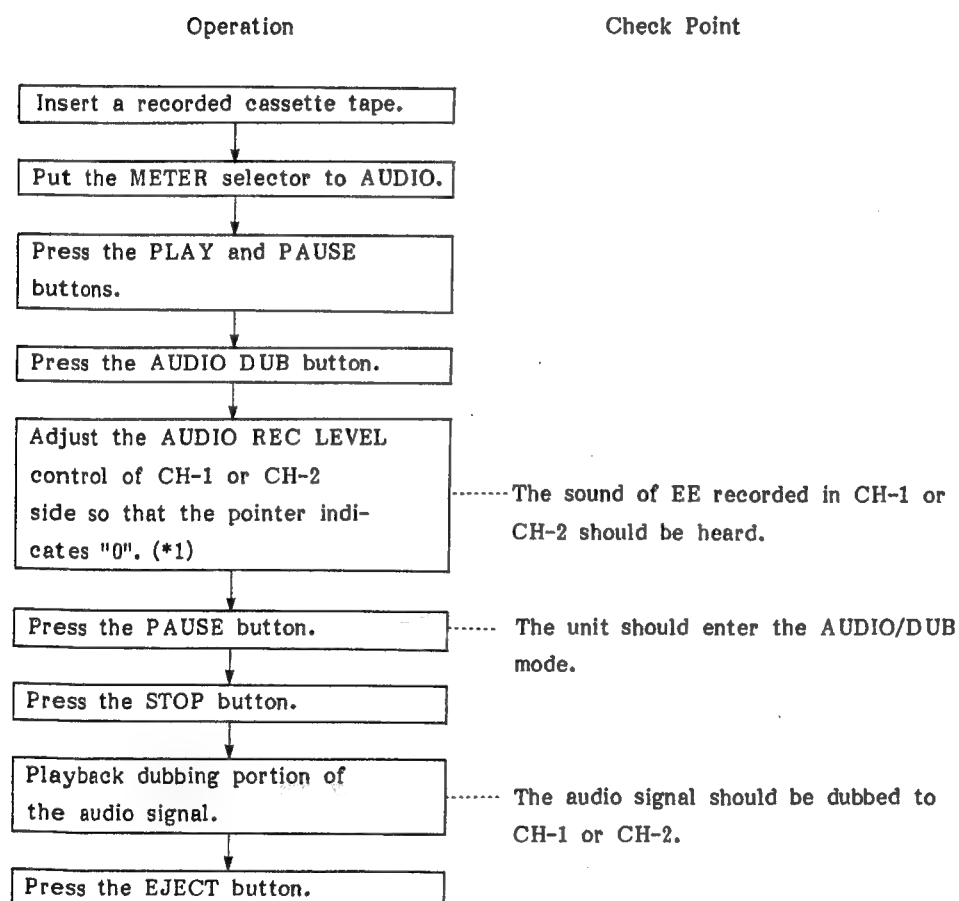 Operation
Check Point
Insert a recorded cassette tape.
Put the METER selector to AUDIO.
Press the PLAY and PAUSE
buttons.
Press the AUDIO DUB button.
Adjust the AUDIO REC LEVEL
control of CH-1 or CH-2
side so that the pointer indi-
cates "0". (*1)
The sound of EE recorded in CH-1 or
CH-2 should be heard.
Press the PAUSE button.
The unit should enter the AUDIO/DUB
mode.
Press the STOP button.
Playback dubbing portion of
the audio signal.
The audio signal should be dubbed to
CH-1 or CH-2.
Press the EJECT button.